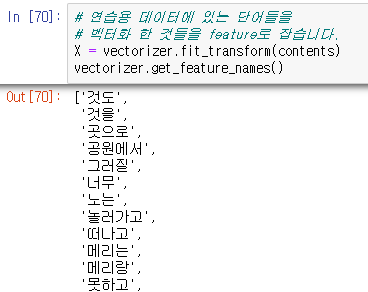 In [70]: # 연습용 데이터에 있는 단어들을
# 벡터화 한 것들을 feature로 잡습니다.
X = vectorizer.fit_transform(contents)
vectorizer.get_feature_names()
Out[70]: ['것도',
'것을',
'곳으로',
'공원에서',
'그러질',
'너무',
'노는',
'놀러가고',
'떠나고',
'메리는',
'메리랑',
'못하고',